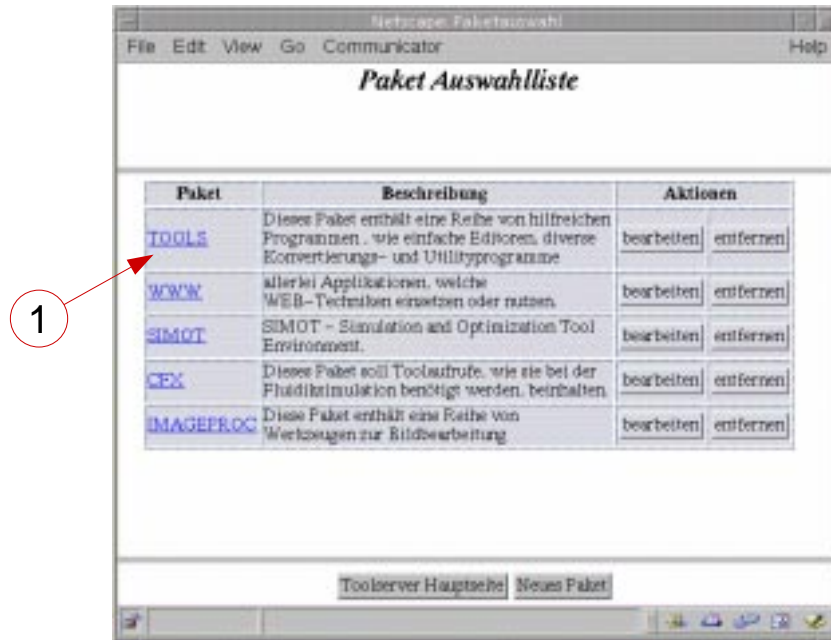 Netscape: Paketauswahl
File Edit View Go Communicator Help
Paket Auswahlliste
Paket Beschreibung Aktionen
TOOLS
Dieses Paket enthält eine Reihe von hilfreichen
Programmen , wie einfache Editoren, diverse
Konvertierungs- und Utilityprogramme
bearbeiten entfernen
WWW
allerlei Applikationen, welche
WEB-Techniken einsetzen oder nutzen.
bearbeiten entfernen
SIMOT
SIMOT - Simulation and Optimization Tool
Environment.
bearbeiten entfernen
CFX
Dieses Paket soll Toolaufrufe, wie sie bei der
Fluidiksimulation benötigt werden, beinhalten.
bearbeiten entfernen
IMAGEPROC
Diese Paket enthält eine Reihe von
Werkzeugen zur Bildbearbeitung
bearbeiten entfernen
1
Toolserver Hauptseite Neues Paket